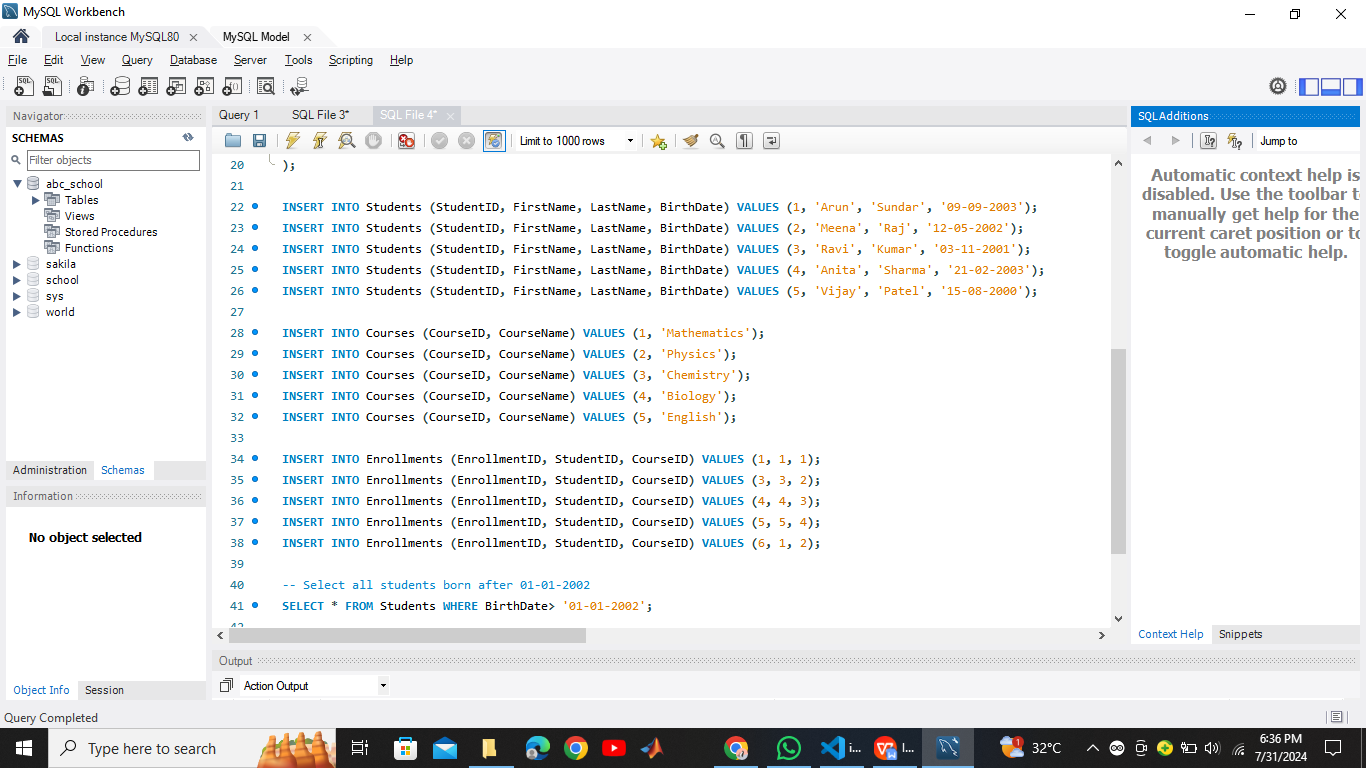 MySQL Workbench
Local instance MySQL80
MySQL Model
File Edit View Query Database Server Tools Scripting Help
Navigator
SCHEMAS
Filter objects
abc_school
Tables
Views
Stored Procedures
Functions
sakila
school
sys
world
Administration Schemas
Information
No object selected
Object Info Session
Query 1 SQL File 3* SQL File 4*
Limit to 1000 rows
20 );
21
22 INSERT INTO Students (StudentID, FirstName, LastName, BirthDate) VALUES (1, 'Arun', 'Sundar', '09-09-2003');
23 INSERT INTO Students (StudentID, FirstName, LastName, BirthDate) VALUES (2, 'Meena', 'Raj', '12-05-2002');
24 INSERT INTO Students (StudentID, FirstName, LastName, BirthDate) VALUES (3, 'Ravi', 'Kumar', '03-11-2001');
25 INSERT INTO Students (StudentID, FirstName, LastName, BirthDate) VALUES (4, 'Anita', 'Sharma', '21-02-2003');
26 INSERT INTO Students (StudentID, FirstName, LastName, BirthDate) VALUES (5, 'Vijay', 'Patel', '15-08-2000');
27
28 INSERT INTO Courses (CourseID, CourseName) VALUES (1, 'Mathematics');
29 INSERT INTO Courses (CourseID, CourseName) VALUES (2, 'Physics');
30 INSERT INTO Courses (CourseID, CourseName) VALUES (3, 'Chemistry');
31 INSERT INTO Courses (CourseID, CourseName) VALUES (4, 'Biology');
32 INSERT INTO Courses (CourseID, CourseName) VALUES (5, 'English');
33
34 INSERT INTO Enrollments (EnrollmentID, StudentID, CourseID) VALUES (1, 1, 1);
35 INSERT INTO Enrollments (EnrollmentID, StudentID, CourseID) VALUES (3, 3, 2);
36 INSERT INTO Enrollments (EnrollmentID, StudentID, CourseID) VALUES (4, 4, 3);
37 INSERT INTO Enrollments (EnrollmentID, StudentID, CourseID) VALUES (5, 5, 4);
38 INSERT INTO Enrollments (EnrollmentID, StudentID, CourseID) VALUES (6, 1, 2);
39
40 -- Select all students born after 01-01-2002
41 SELECT * FROM Students WHERE BirthDate> '01-01-2002';
Output
Action Output
SQLAdditions
Jump to
Automatic context help is
disabled. Use the toolbar t
manually get help for the
current caret position or to
toggle automatic help.
Context Help Snippets
Query Completed
Type here to search
i...
I...
1
32°C
6:36 PM
7/31/2024